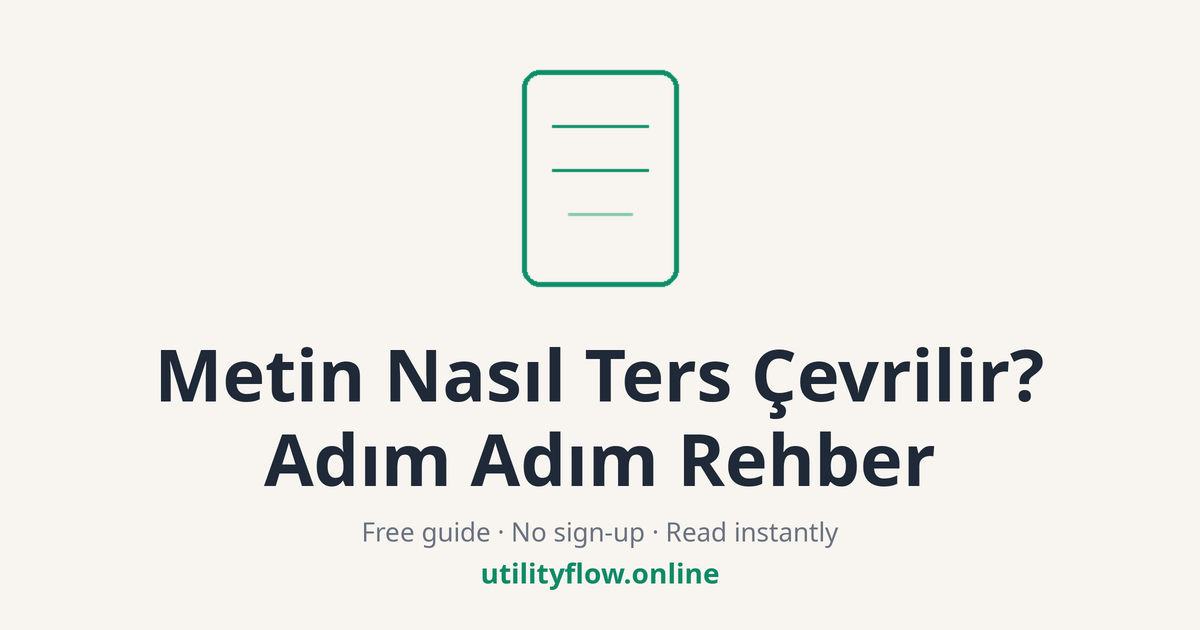 Metin Nasıl Ters Çevrilir?
Adım Adım Rehber
Free guide · No sign-up · Read instantly
utilityflow.online